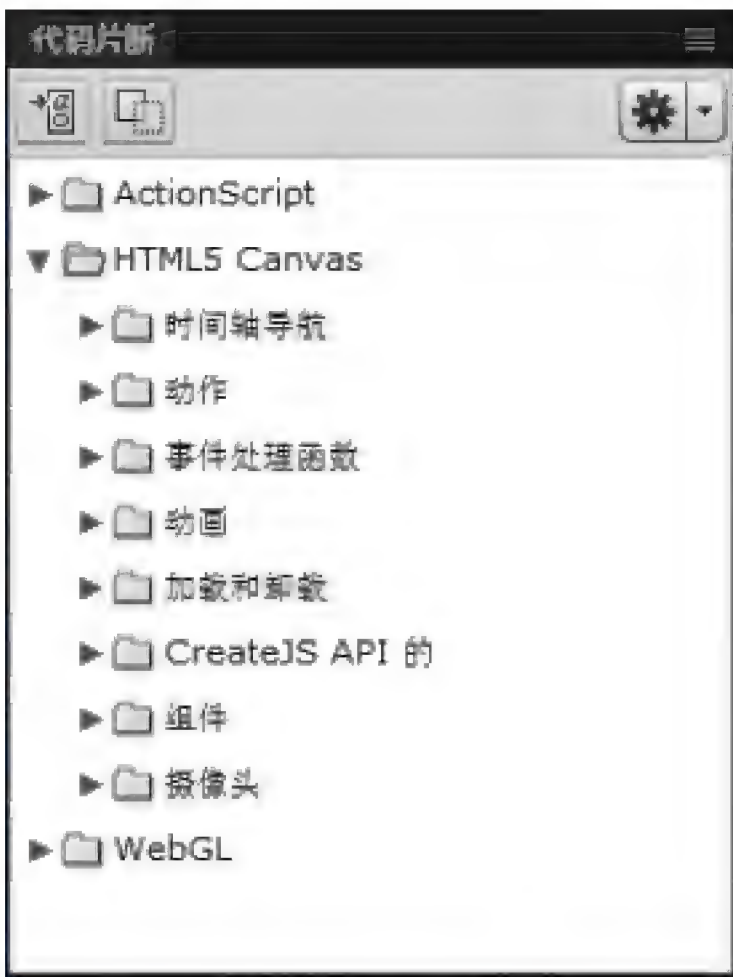 代码片断
ActionScript
HTML5 Canvas
时间轴导航
动作
事件处理函数
动画
加载和卸载
CreateJS API 的
组件
摄像头
WebGL